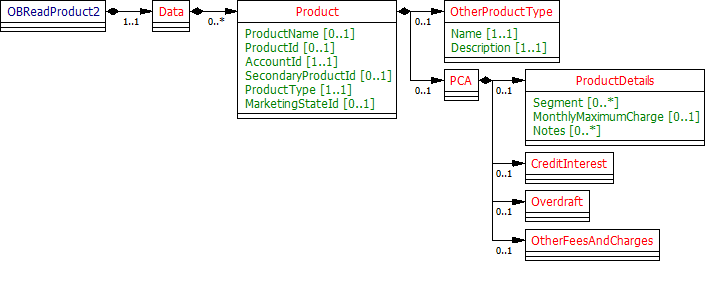 OBReadProduct2
1..1
Data
0..*
Product
ProductName [0..1]
ProductId [0..1]
AccountId [1..1]
SecondaryProductId [0..1]
ProductType [1..1]
MarketingStateId [0..1]
0..1
OtherProductType
Name [1..1]
Description [1..1]
0..1
PCA
0..1
ProductDetails
Segment [0..*]
MonthlyMaximumCharge [0..1]
Notes [0..*]
0..1
CreditInterest
0..1
Overdraft
0..1
OtherFeesAndCharges